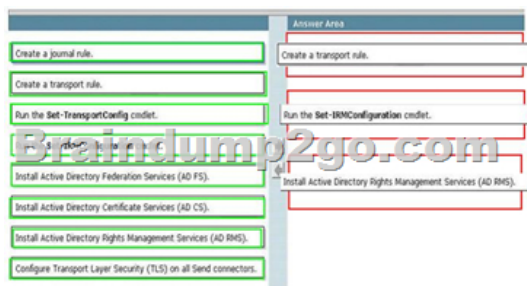 Answer Area
Create a journal rule.
Create a transport rule.
Run the Set-TransportConfig cmdlet.
Install Active Directory Federation Services (AD FS).
Install Active Directory Certificate Services (AD CS).
Install Active Directory Rights Management Services (AD RMS).
Configure Transport Layer Security (TLS) on all Send connectors.
Create a transport rule.
Run the Set-IRMConfiguration cmdlet.
Install Active Directory Rights Management Services (AD RMS).
Braindump2go.com